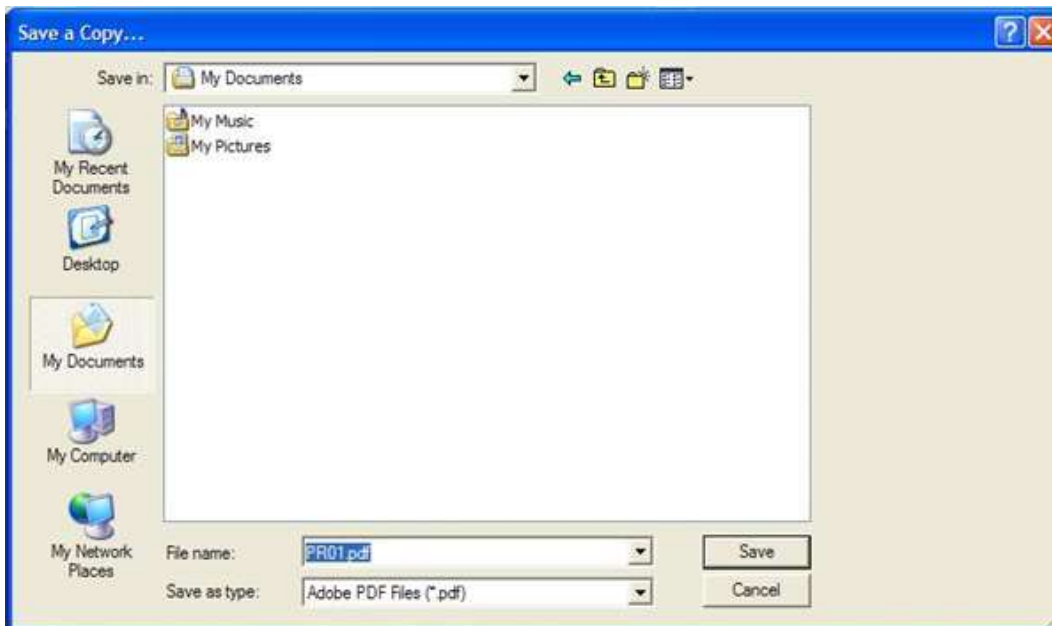 Save a Copy...
Save in:
My Documents
My Music
My Pictures
My Recent
Documents
Desktop
My Documents
My Computer
My Network
Places
File name:
PR01.pdf
Save
Save as type:
Adobe PDF Files (*.pdf)
Cancel